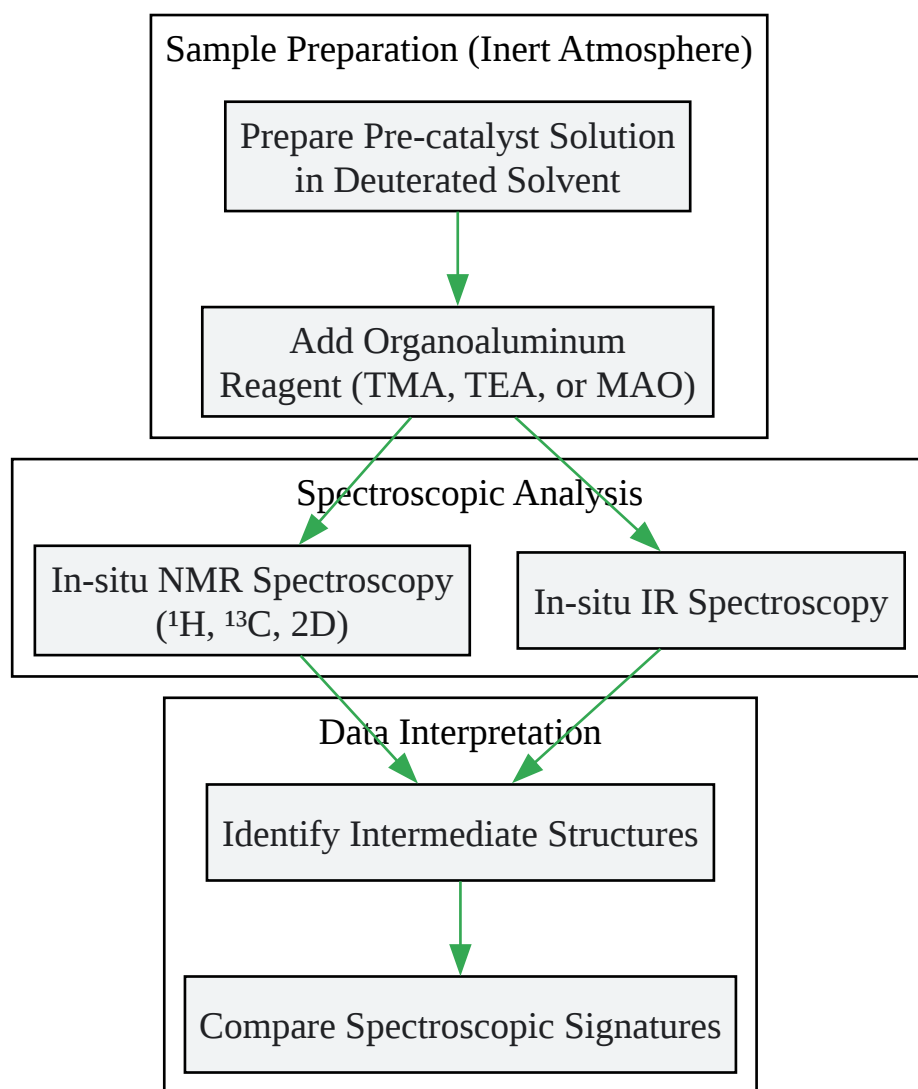 Sample Preparation (Inert Atmosphere)
Prepare Pre-catalyst Solution
in Deuterated Solvent
Add Organoaluminum
Reagent (TMA, TEA, or MAO)
Spectroscopic Analysis
In-situ NMR Spectroscopy
(¹H, ¹³C, 2D)
In-situ IR Spectroscopy
Data Interpretation
Identify Intermediate Structures
Compare Spectroscopic Signatures